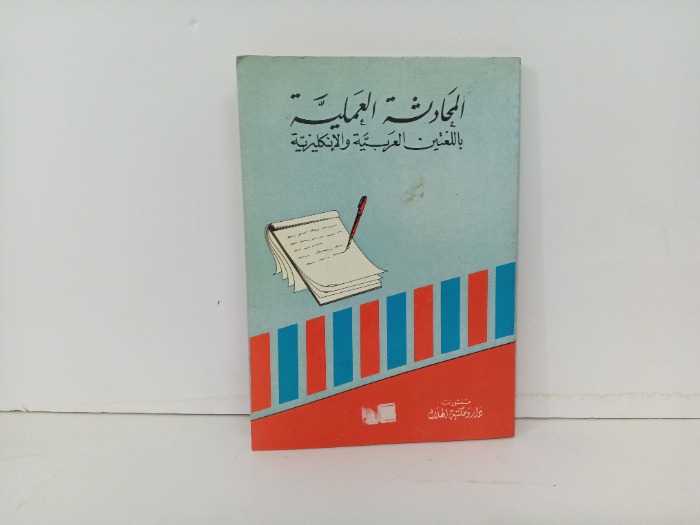 المحادثة العملية
باللغتين العربية والإنكليزية
منشورات
دار ومكتبة الهلال